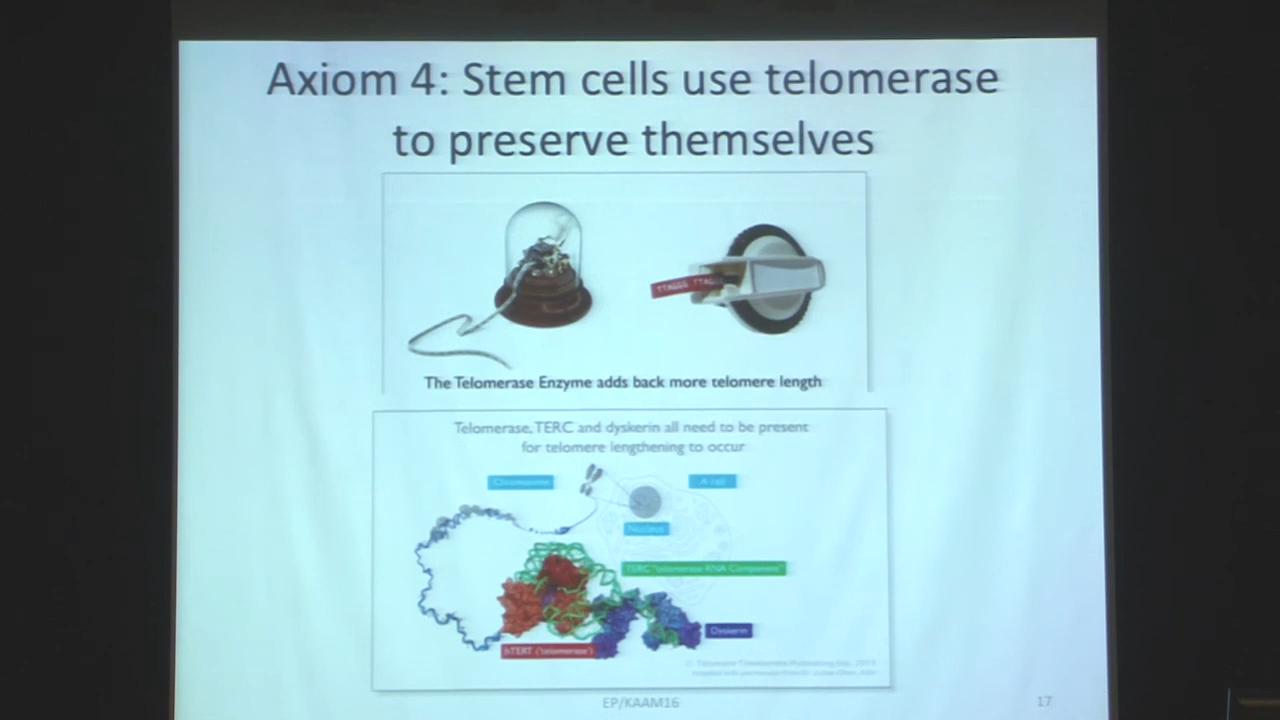 Axiom 4: Stem cells use telomerase
to preserve themselves
TTAGGG TTAG
The Telomerase Enzyme adds back more telomere length
Telomerase, TERC and dyskerin all need to be present
for telomere lengthening to occur
Chromosome
A cell
Nucleus
TERC "telomerase RNA Component"
Dyskerin
hTERT ('telomerase')
EP/KAAM16
17